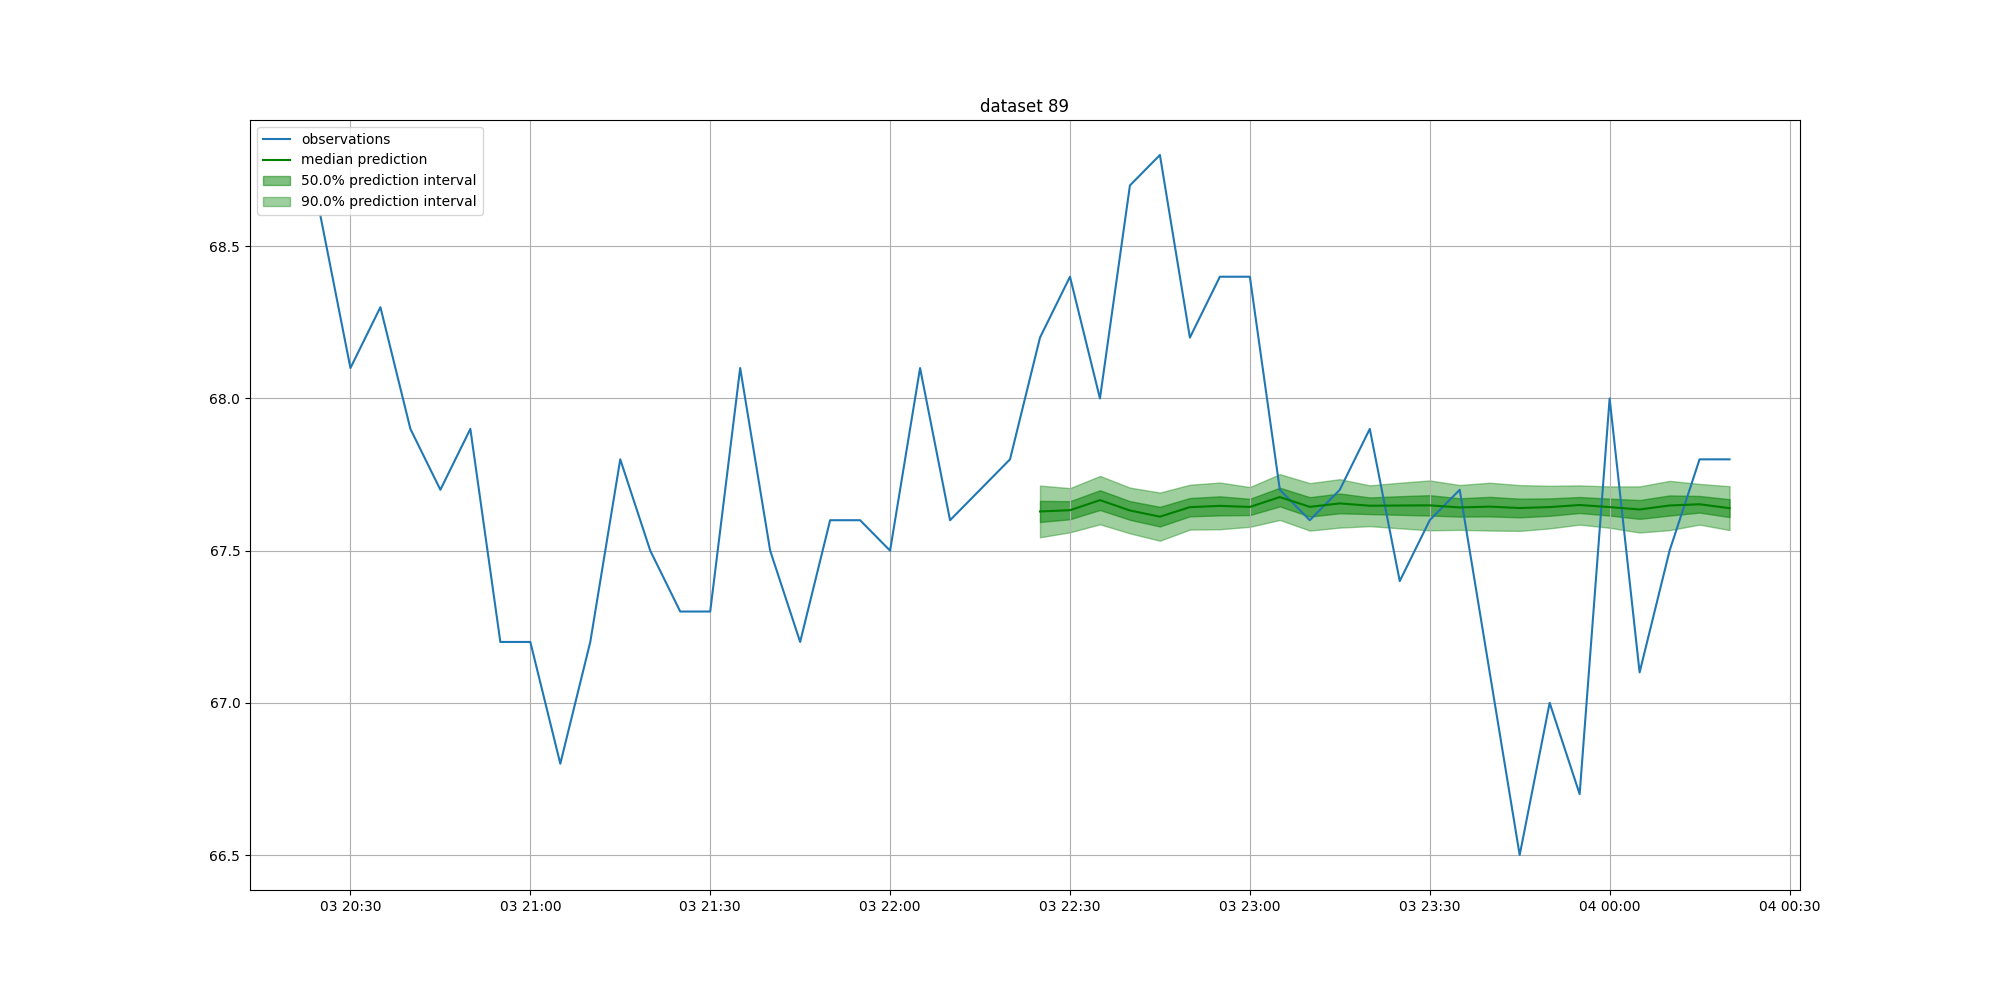 dataset 89
observations
median prediction
50.0% prediction interval
90.0% prediction interval
68.5
68.0
67.5
67.0
66.5
03 20:30
03 21:00
03 21:30
03 22:00
03 22:30
03 23:00
03 23:30
04 00:00
04 00:30